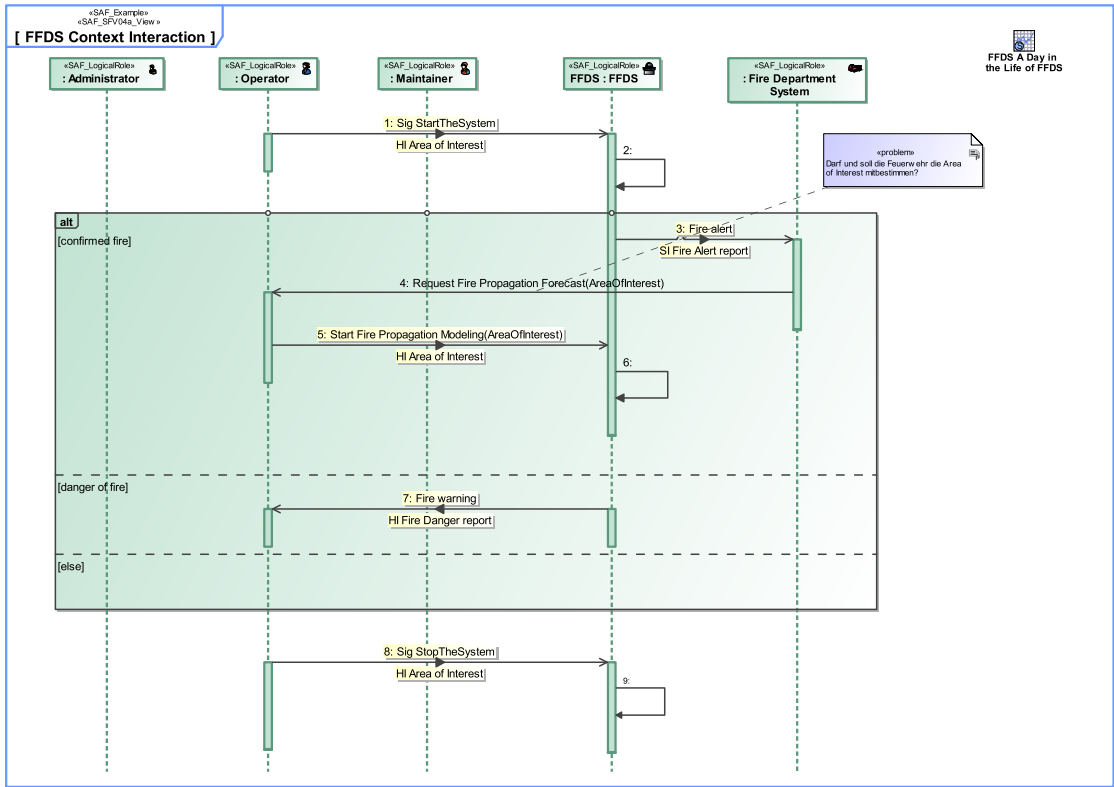 «SAF_Example»
«SAF_SFV04a_View»
[ FFDS Context Interaction ]
FFDS A Day in
the Life of FFDS
«SAF_LogicalRole»
: Administrator
«SAF_LogicalRole»
: Operator
«SAF_LogicalRole»
: Maintainer
«SAF_LogicalRole»
FFDS : FFDS
«SAF_LogicalRole»
: Fire Department
System
1: Sig StartTheSystem
HI Area of Interest
2:
«problem»
Darf und soll die Feuerwehr die Area
of Interest mitbestimmen?
alt
[confirmed fire]
3: Fire alert
SI Fire Alert report
4: Request Fire Propagation Forecast(AreaOfInterest)
5: Start Fire Propagation Modeling(AreaOfInterest)
HI Area of Interest
6:
[danger of fire]
7: Fire warning
HI Fire Danger report
[else]
8: Sig StopTheSystem
HI Area of Interest
9: